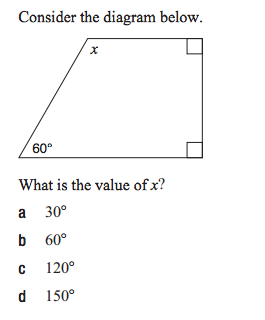 Consider the diagram below.
x
60°
What is the value of x?
a 30°
b 60°
c 120°
d 150°